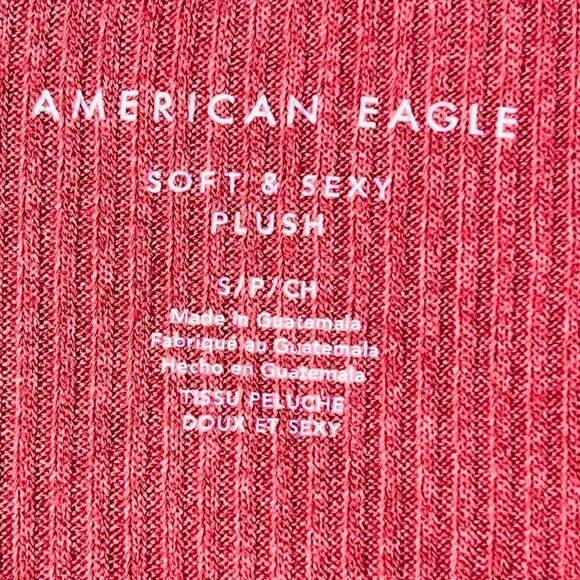 AMERICAN EAGLE
SOFT & SEXY
PLUSH
S/P/CH
Made in Guatemala
Fabriqué au Guatemala
Hecho en Guatemala
TISSU PELUCHE
DOUX ET SEXY